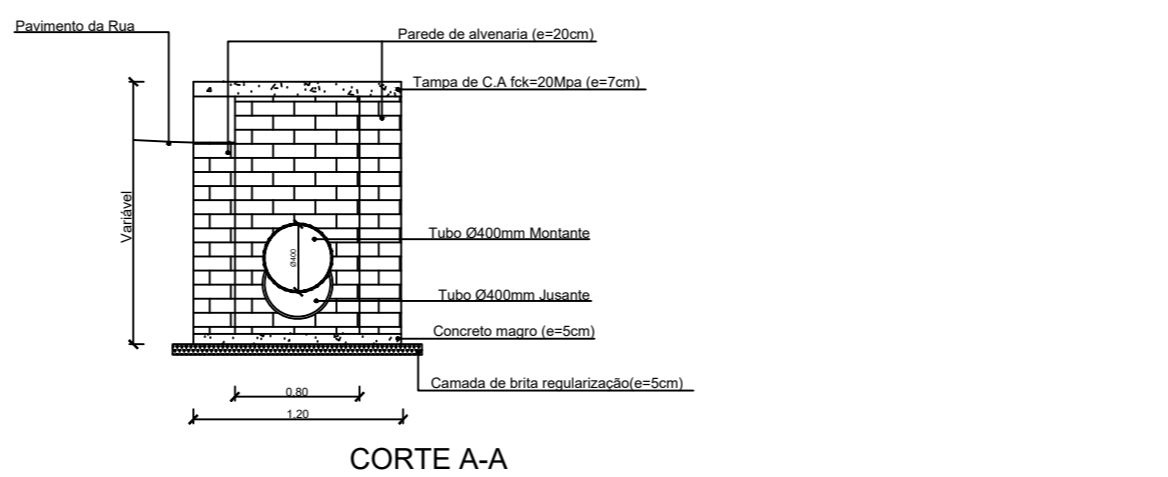 Pavimento da Rua
Parede de alvenaria (e=20cm)
Tampa de C.A fck=20Mpa (e=7cm)
Variável
Tubo Ø400mm Montante
Ø400
Tubo Ø400mm Jusante
Concreto magro (e=5cm)
Camada de brita regularização(e=5cm)
0.80
1.20
CORTE A-A